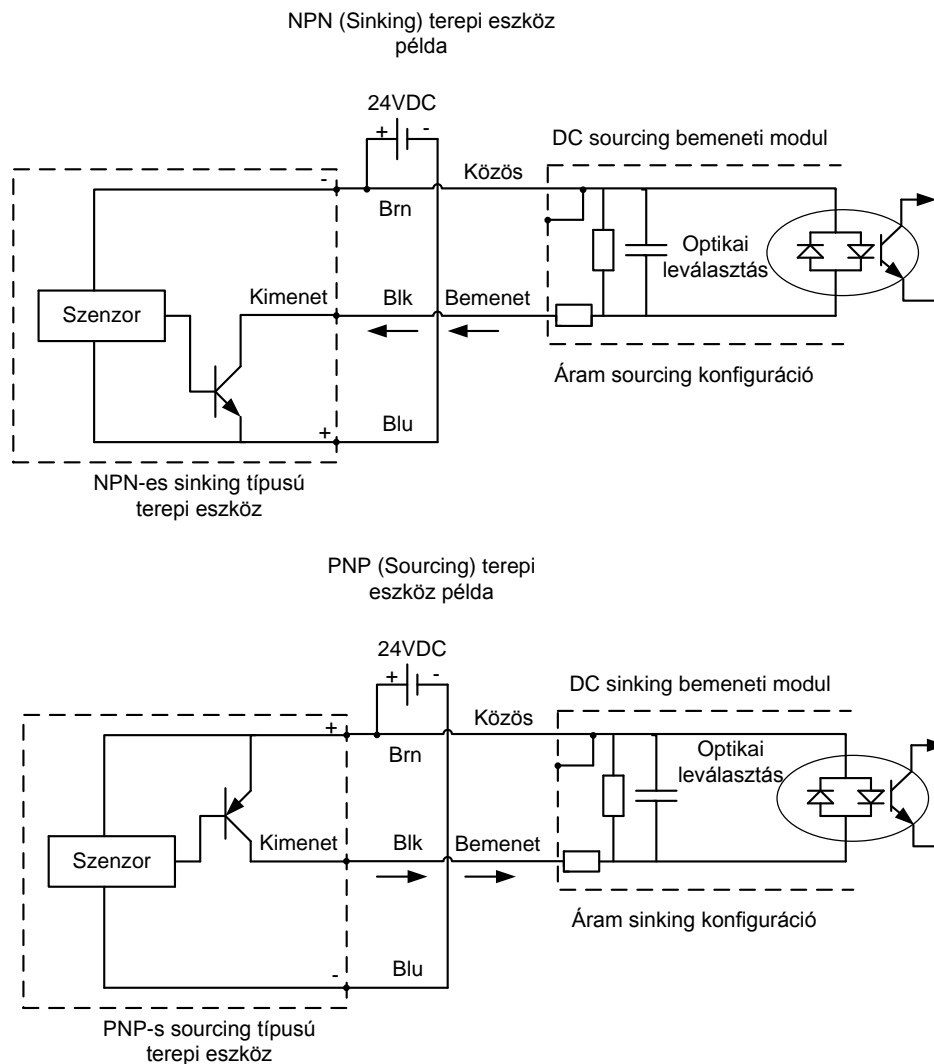 NPN (Sinking) terepi eszköz
példa
24VDC
+ -
DC sourcing bemeneti modul
Közös
-
Brn
Optikai
leválasztás
Szenzor
Kimenet
Blk
Bemenet
Áram sourcing konfiguráció
+
Blu
NPN-es sinking típusú
terepi eszköz
PNP (Sourcing) terepi
eszköz példa
24VDC
+ -
DC sinking bemeneti modul
Közös
+
Brn
Optikai
leválasztás
Szenzor
Kimenet
Blk
Bemenet
Áram sinking konfiguráció
-
Blu
PNP-s sourcing típusú
terepi eszköz